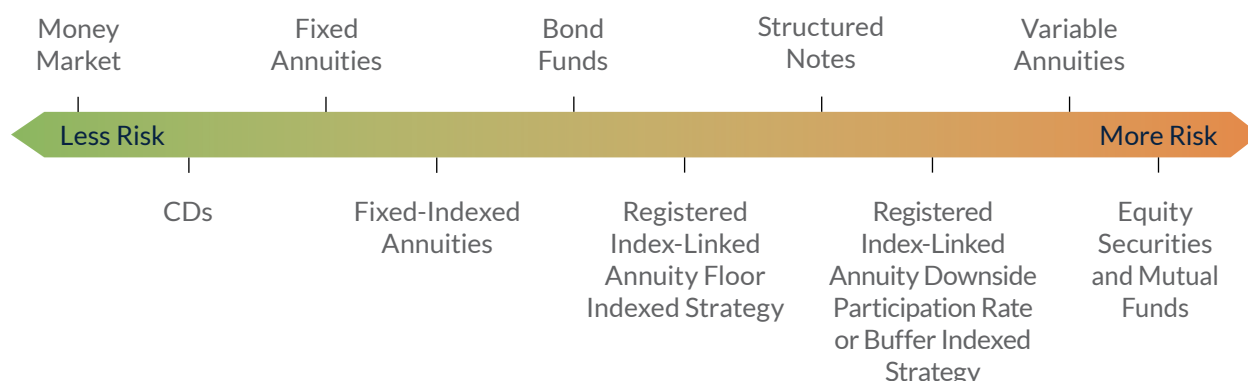 Money
Market
Fixed
Annuities
Bond
Funds
Structured
Notes
Variable
Annuities
Less Risk
More Risk
CDs
Fixed-Indexed
Annuities
Registered
Index-Linked
Annuity Floor
Indexed Strategy
Registered
Index-Linked
Annuity Downside
Participation Rate
or Buffer Indexed
Strategy
Equity
Securities
and Mutual
Funds